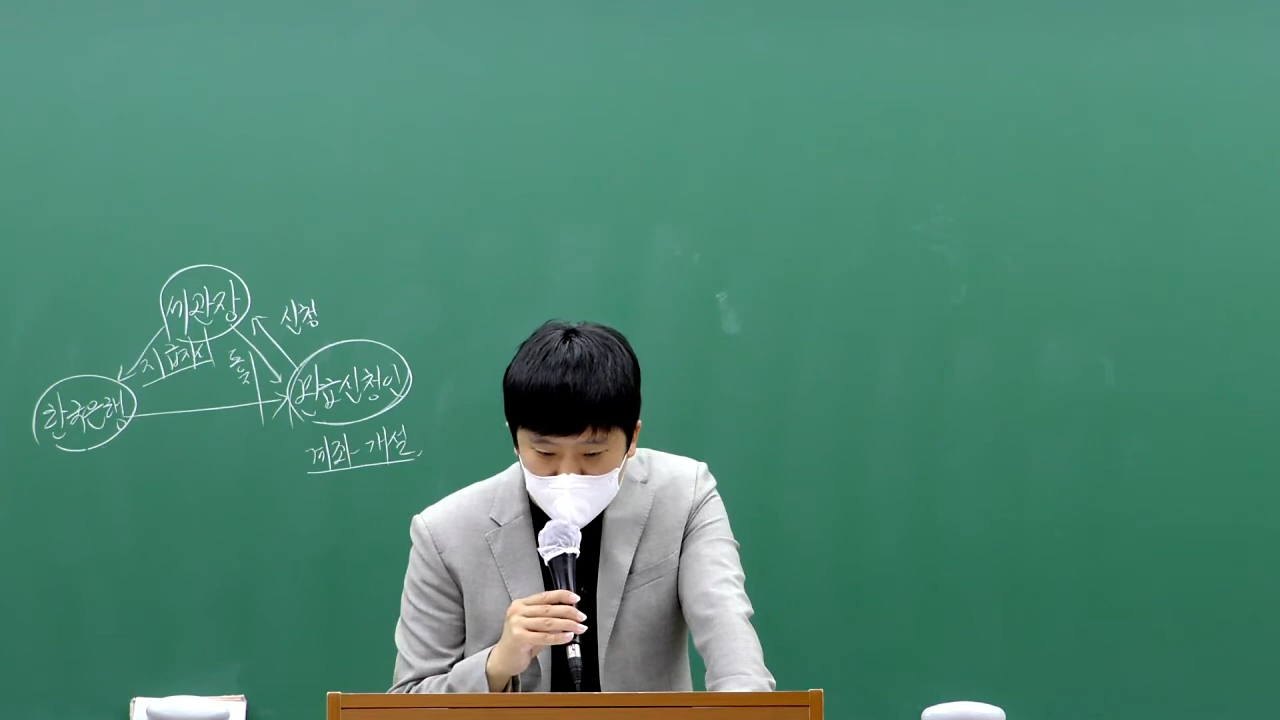 세관장
신청
지급지시
통지
환급신청인
한국은행
계좌 개설